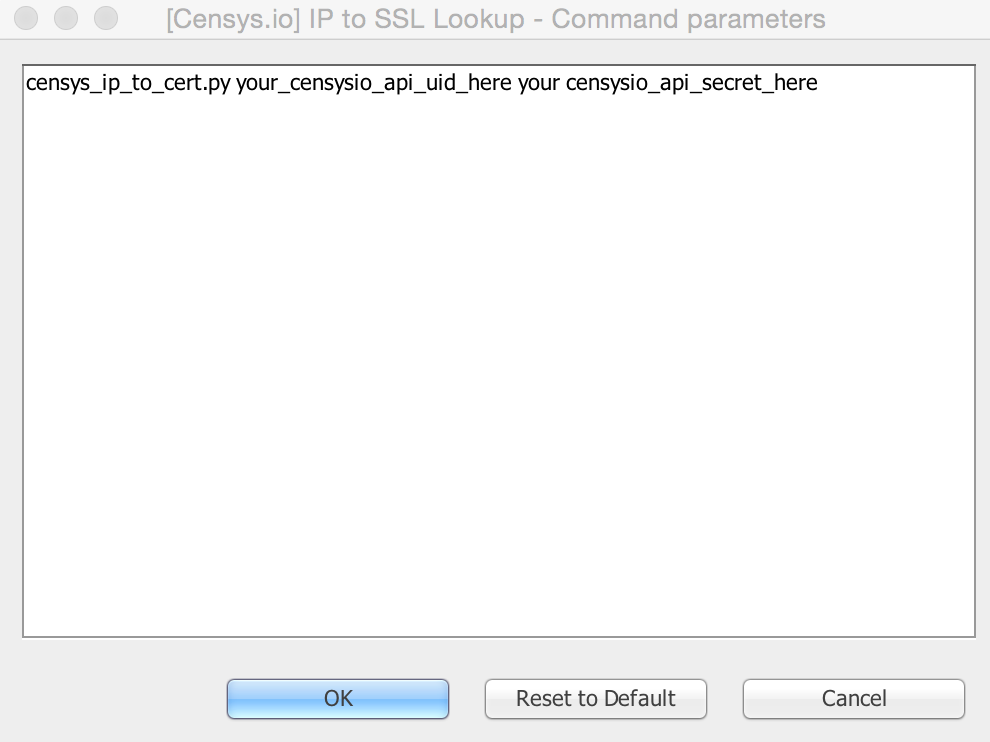 [Censys.io] IP to SSL Lookup - Command parameters
censys_ip_to_cert.py your_censysio_api_uid_here your censysio_api_secret_here
OK
Reset to Default
Cancel